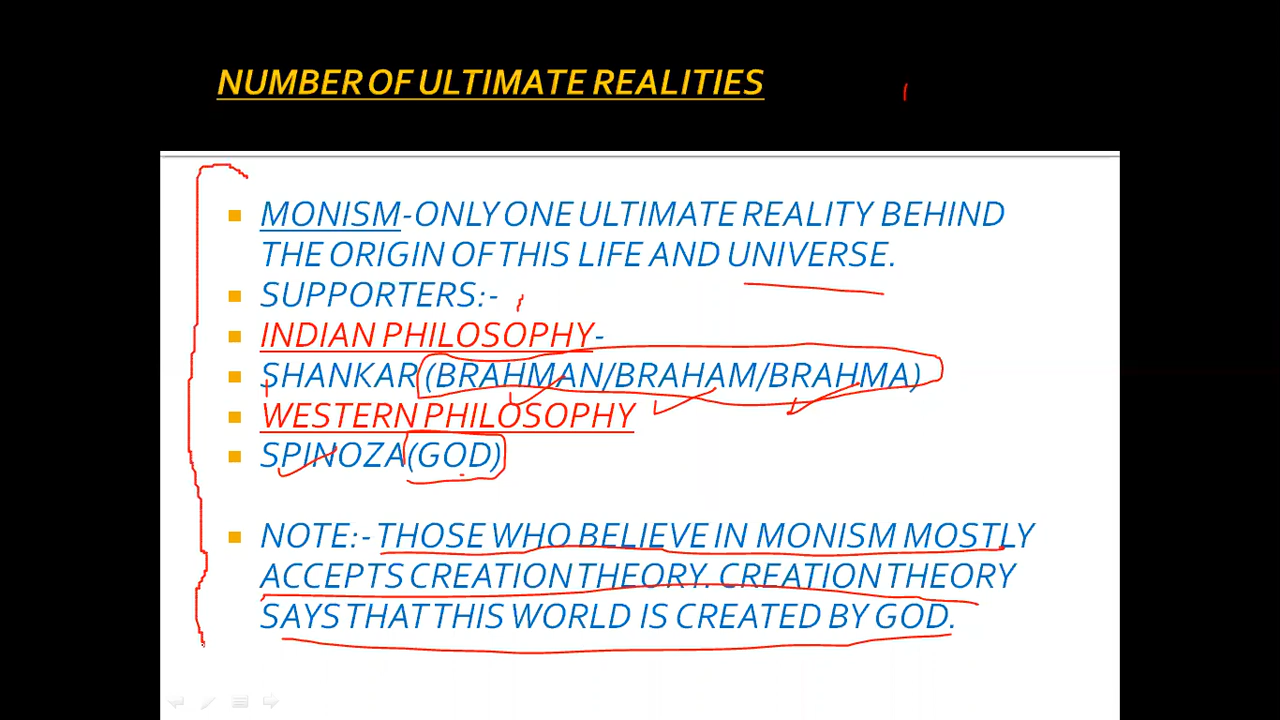 NUMBER OF ULTIMATE REALITIES
MONISM-ONLY ONE ULTIMATE REALITY BEHIND
THE ORIGIN OF THIS LIFE AND UNIVERSE.
SUPPORTERS:-
INDIAN PHILOSOPHY-
SHANKAR (BRAHMAN/BRAHAM/BRAHMA)
WESTERN PHILOSOPHY
SPINOZA(GOD)
NOTE:- THOSE WHO BELIEVE IN MONISM MOSTLY
ACCEPTS CREATION THEORY. CREATION THEORY
SAYS THAT THIS WORLD IS CREATED BY GOD.